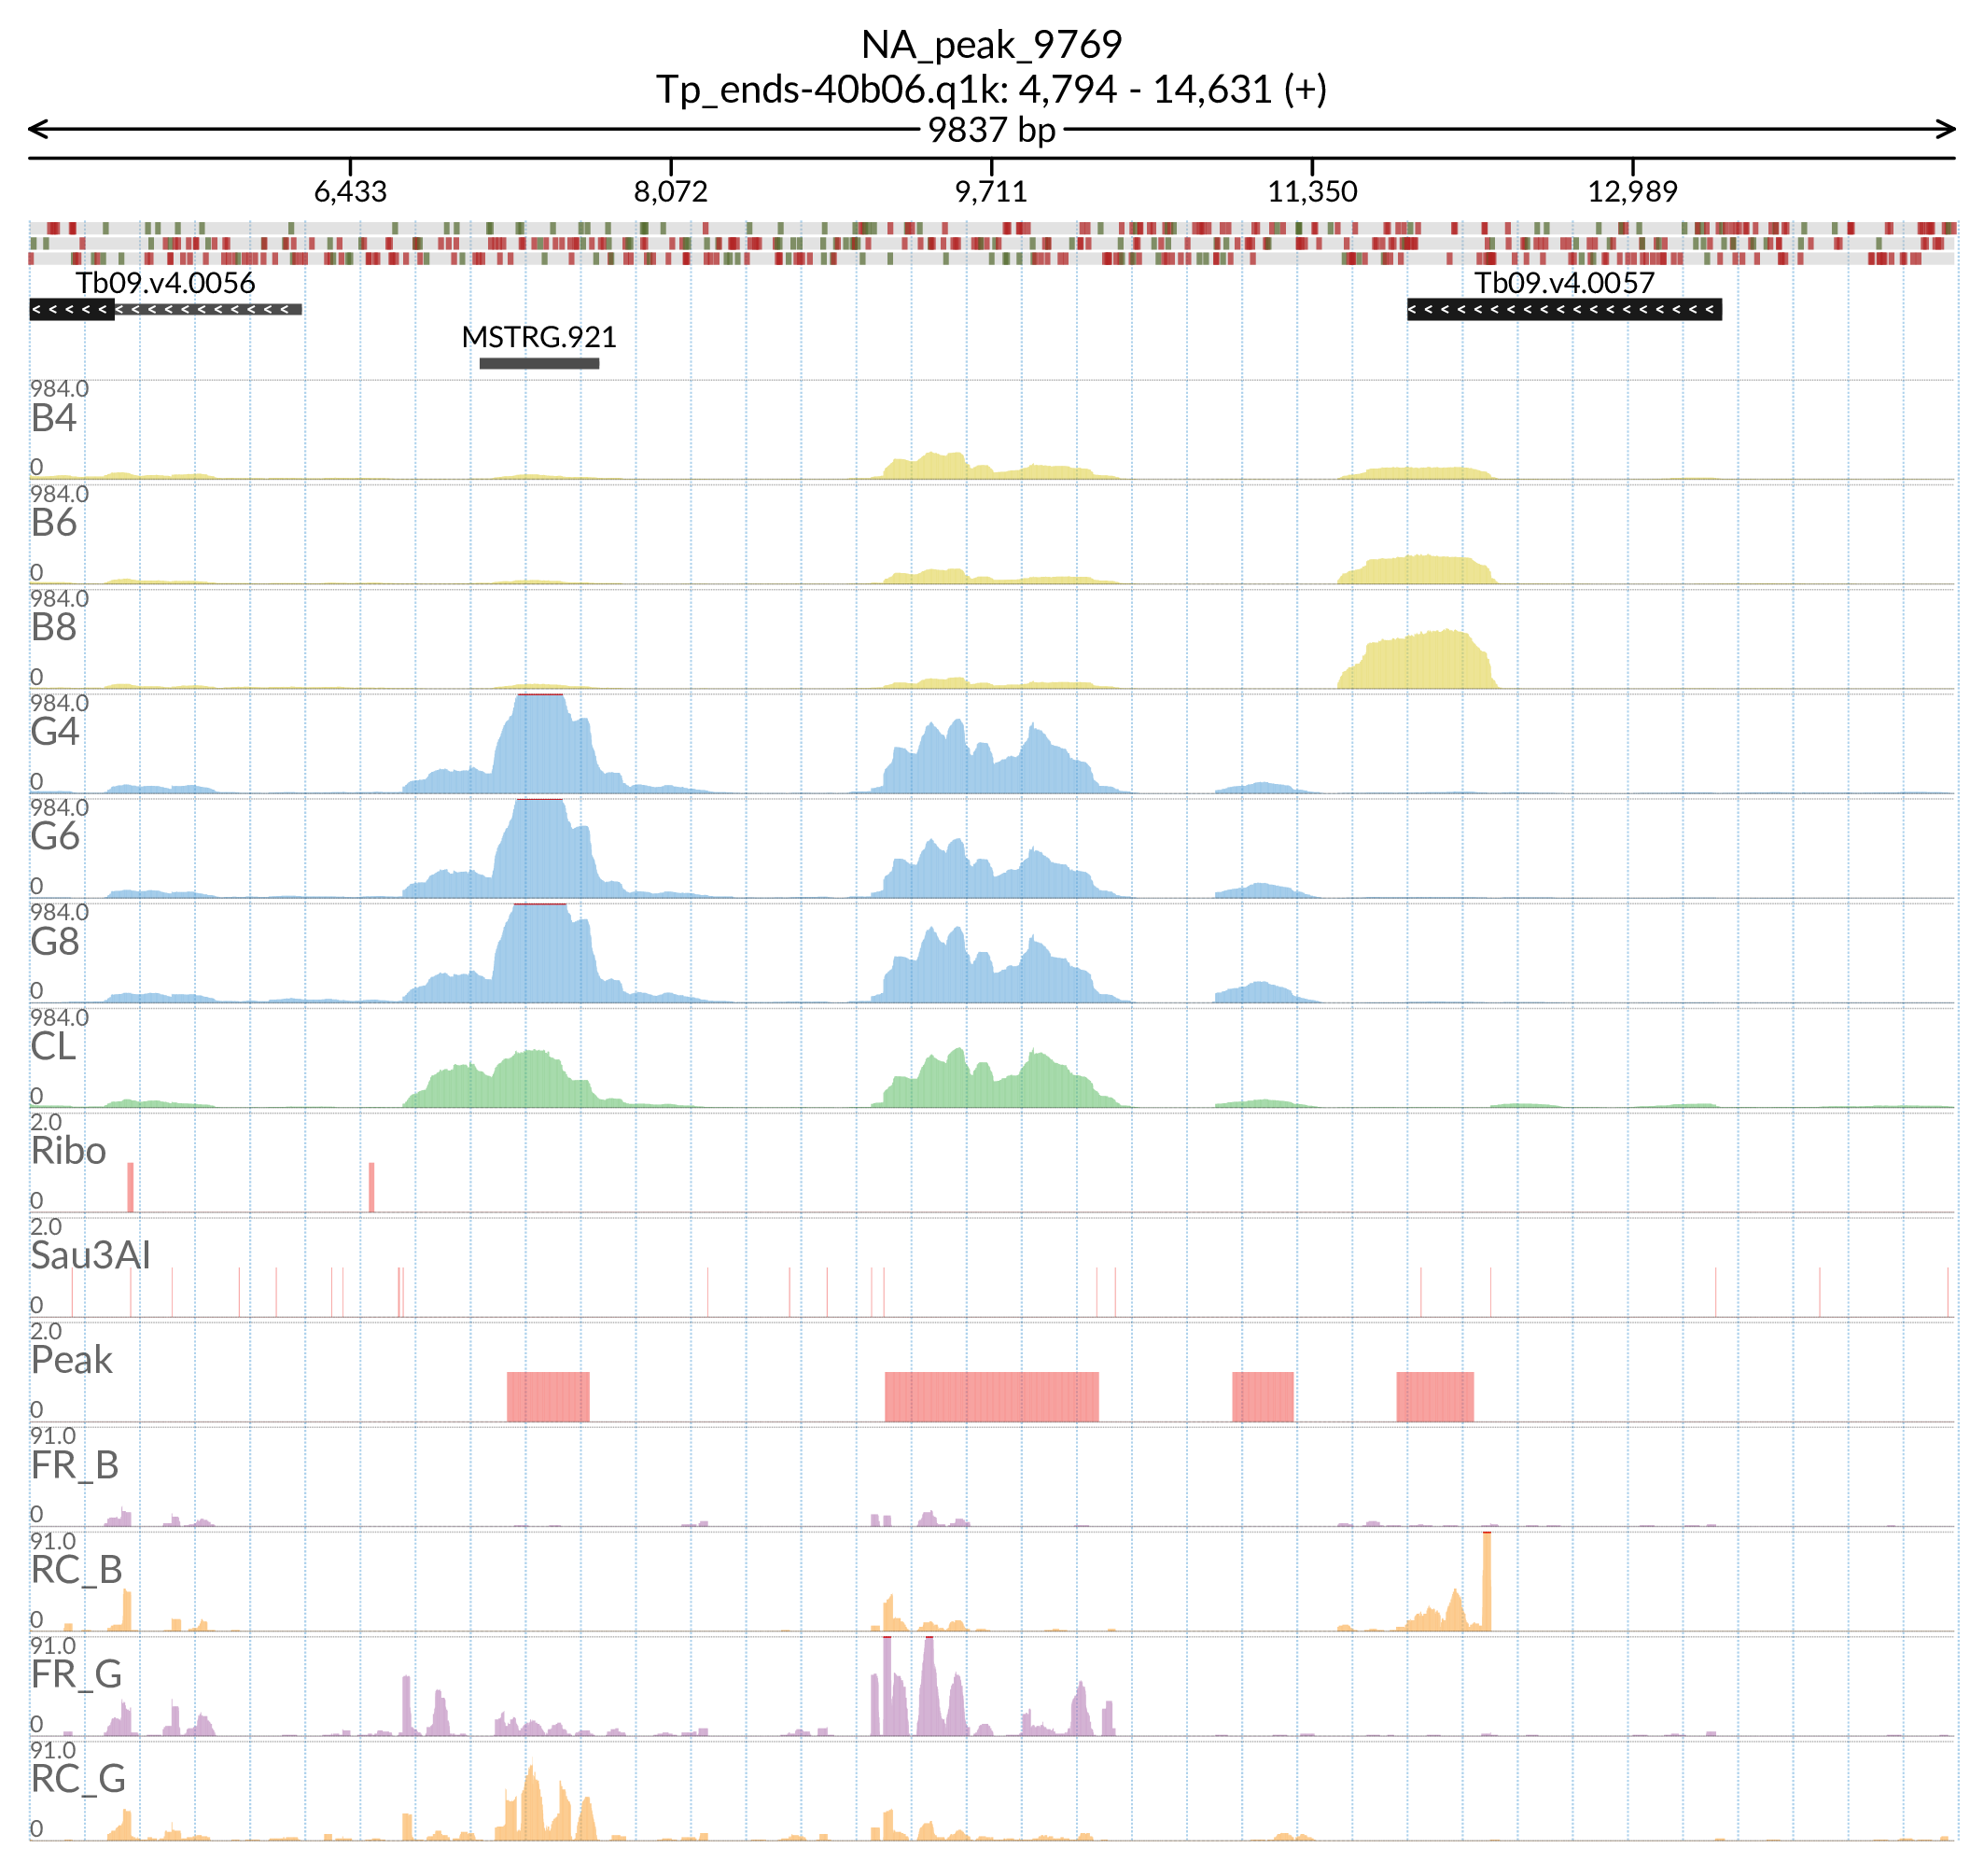 NA_peak_9769
Tp_ends-40b06.q1k: 4,794 - 14,631 (+)
9837 bp
6,433 8,072 9,711 11,350 12,989
Tb09.v4.0056 Tb09.v4.0057
MSTRG.921
984.0
B4
0
984.0
B6
0
984.0
B8
0
984.0
G4
0
984.0
G6
0
984.0
G8
0
984.0
CL
0
2.0
Ribo
0
2.0
Sau3AI
0
2.0
Peak
0
91.0
FR_B
0
91.0
RC_B
0
91.0
FR_G
0
91.0
RC_G
0